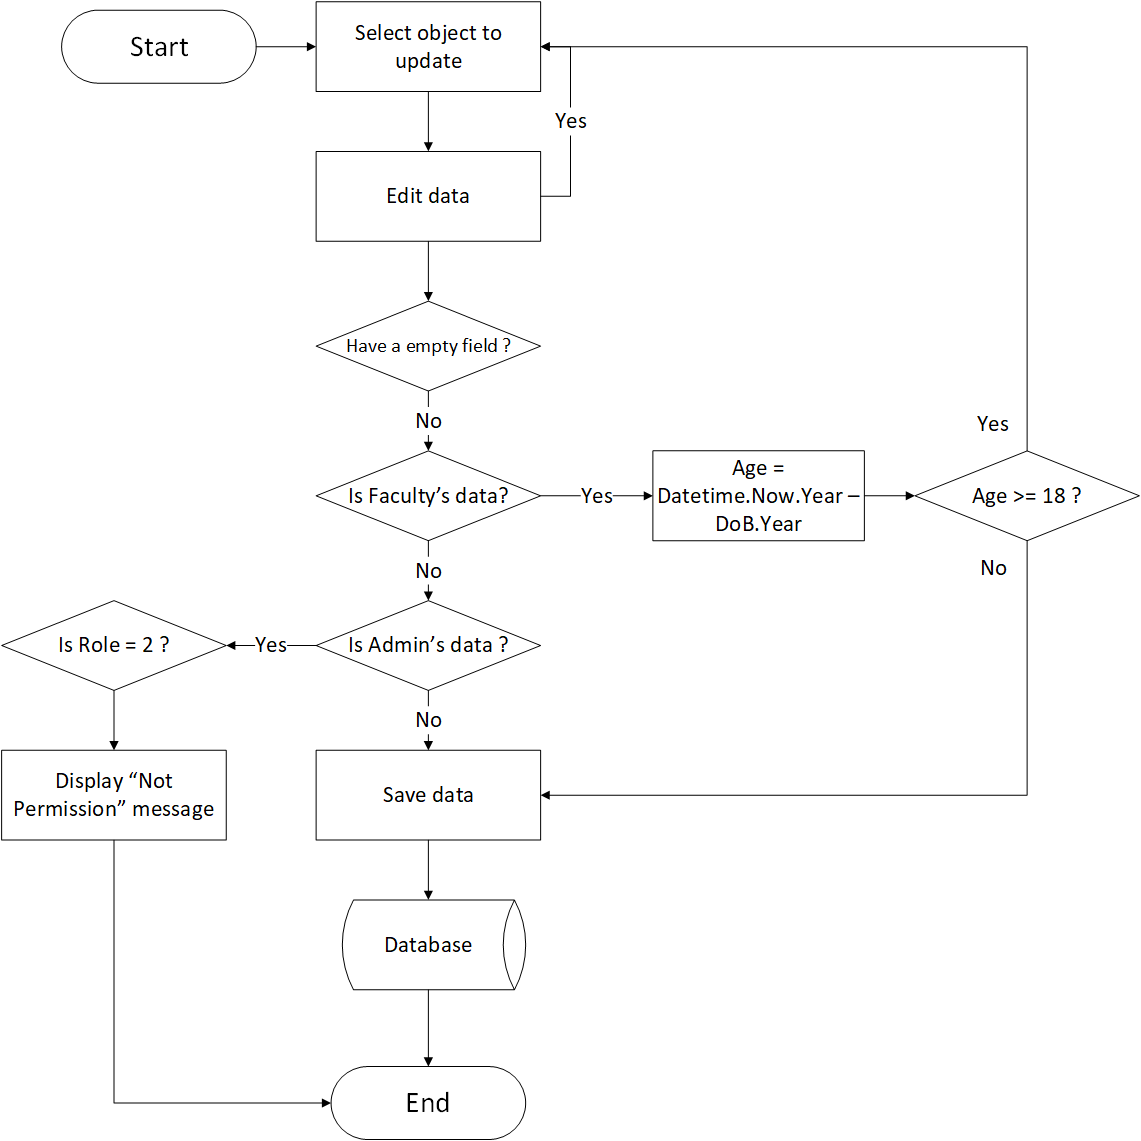 Start
Select object to
update
Yes
Edit data
Have a empty field ?
No
Yes
Is Faculty’s data?
Yes
Age =
Datetime.Now.Year –
DoB.Year
Age >= 18 ?
No
No
Is Role = 2 ?
Yes
Is Admin’s data ?
No
Display “Not
Permission” message
Save data
Database
End